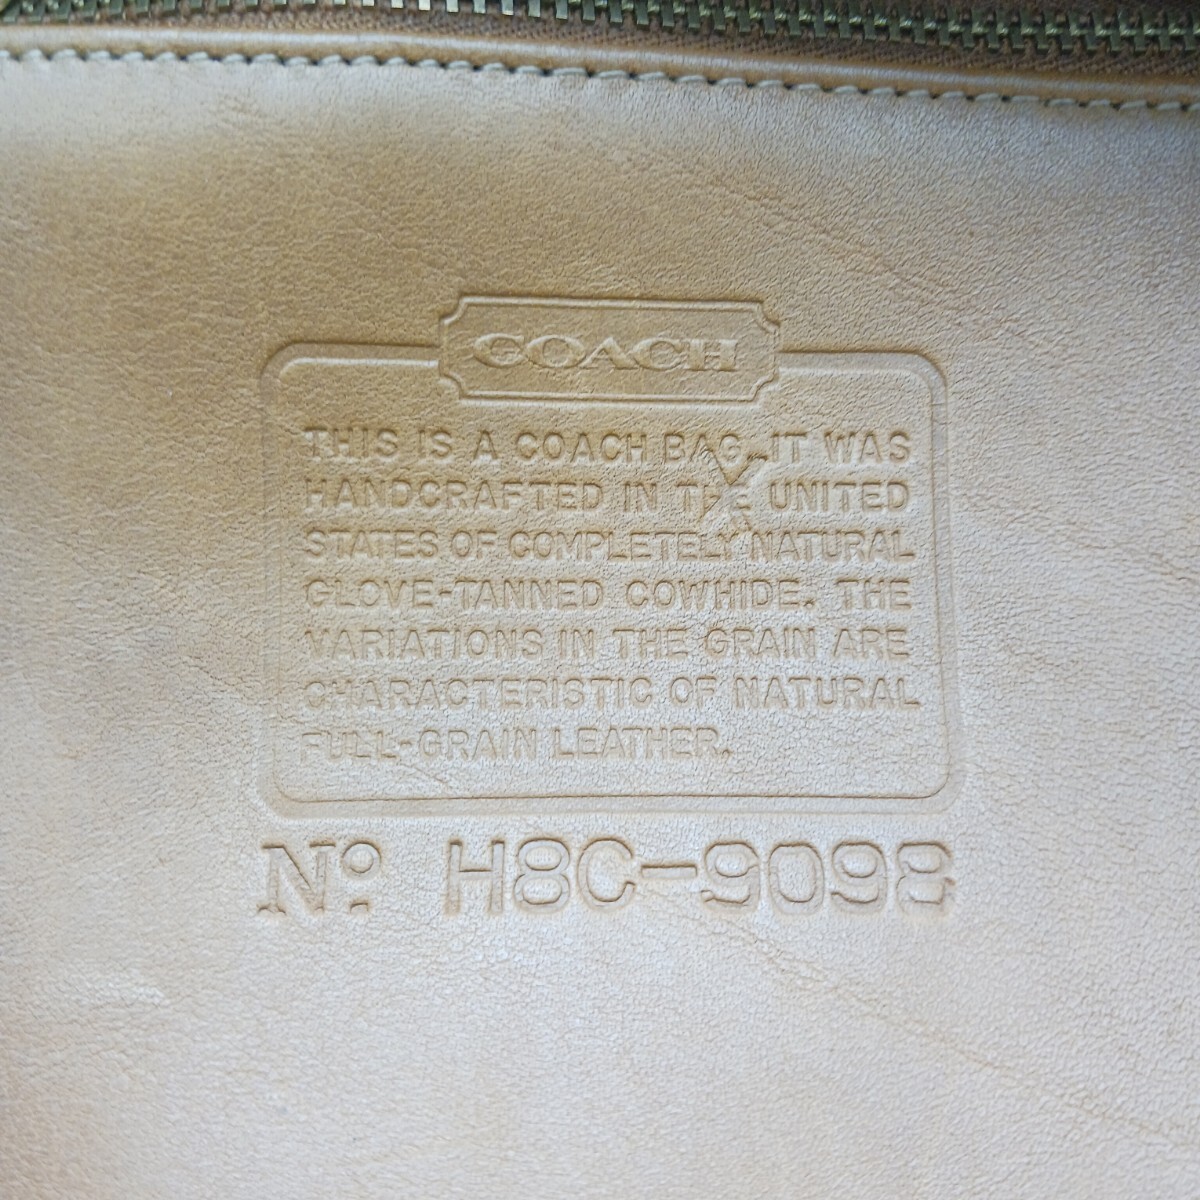 COACH
THIS IS A COACH BAG. IT WAS
HANDCRAFTED IN THE UNITED
STATES OF COMPLETELY NATURAL
GLOVE-TANNED COWHIDE. THE
VARIATIONS IN THE GRAIN ARE
CHARACTERISTIC OF NATURAL
FULL-GRAIN LEATHER.
Nº H8C-9098